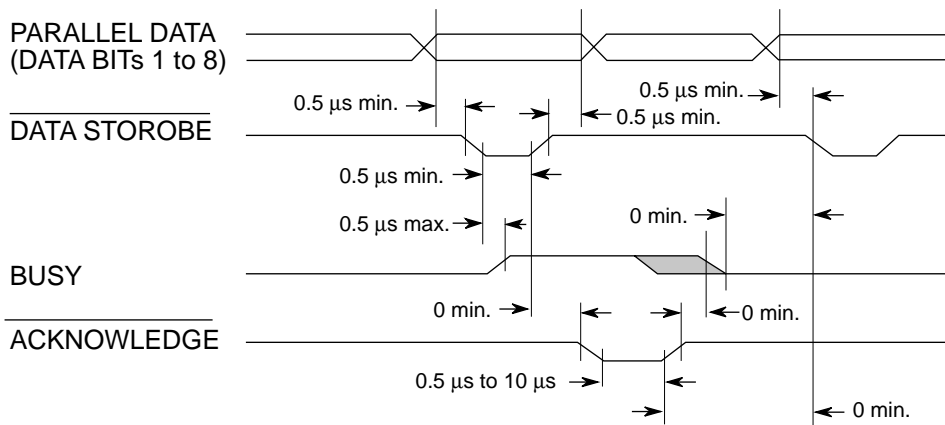 PARALLEL DATA
(DATA BITs 1 to 8)
0.5 μs min.
0.5 μs min.
0.5 μs min.
DATA STOROBE
0.5 μs min.
0.5 μs max.
0 min.
BUSY
0 min.
0 min.
ACKNOWLEDGE
0.5 μs to 10 μs
0 min.